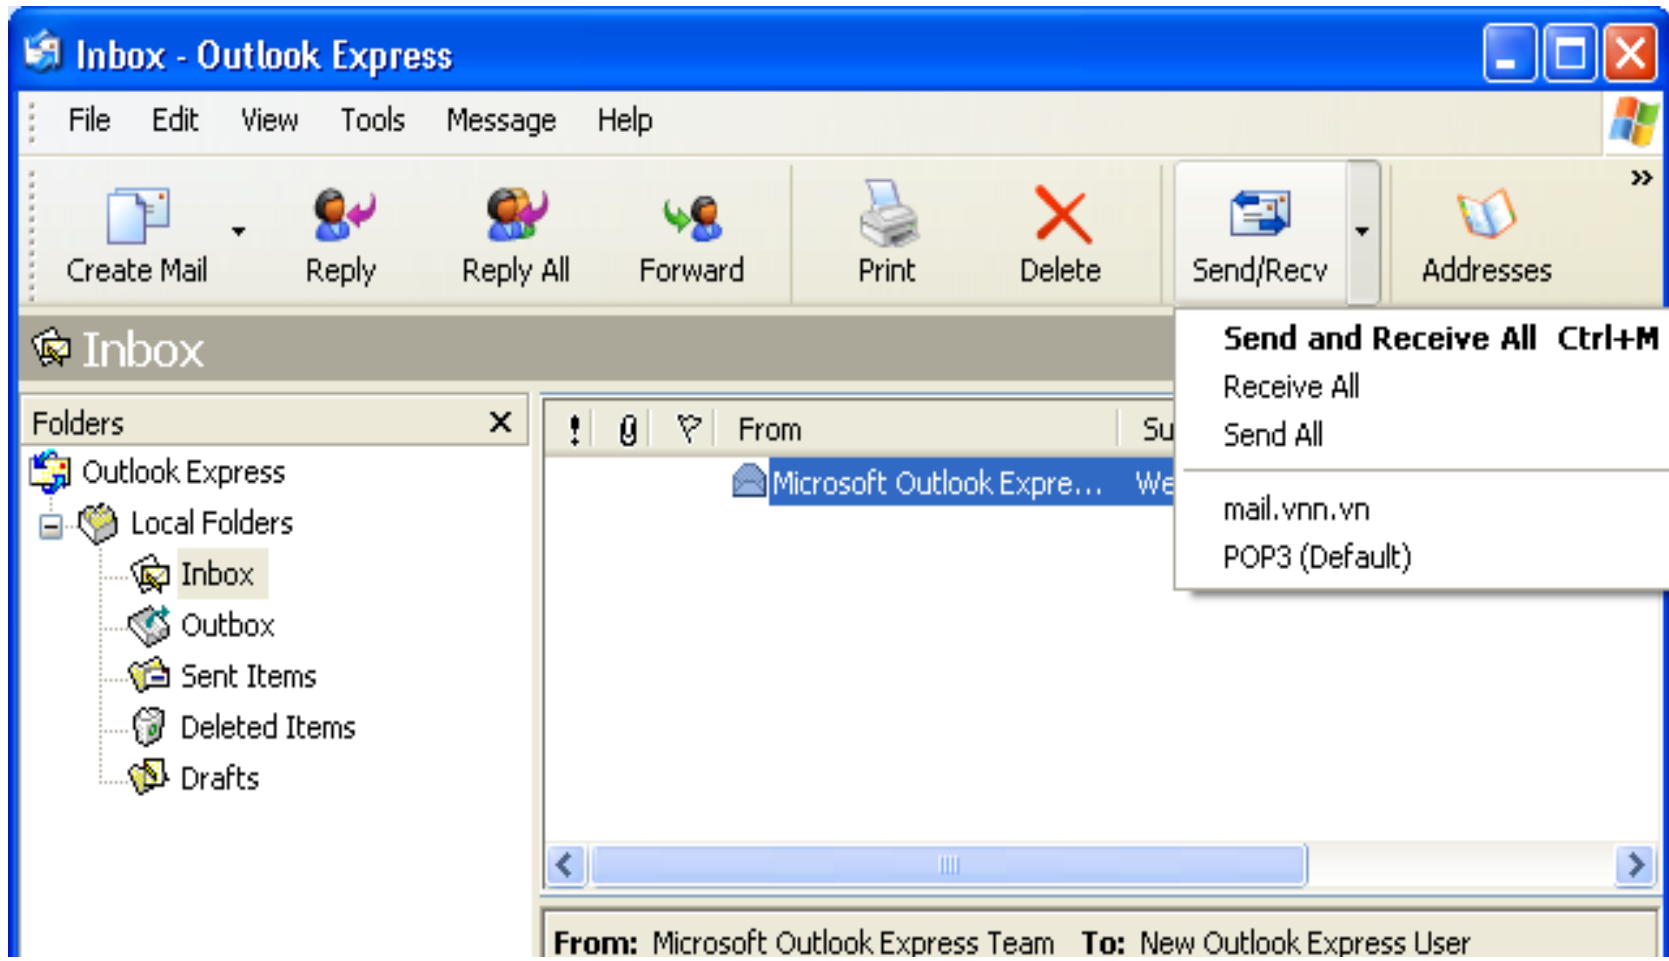 Inbox - Outlook Express
File Edit View Tools Message Help
Create Mail Reply Reply All Forward Print Delete Send/Recv Addresses »
Inbox
Send and Receive All Ctrl+M
Receive All
Send All
mail.vnn.vn
POP3 (Default)
Folders
Outlook Express
Local Folders
Inbox
Outbox
Sent Items
Deleted Items
Drafts
! From Su
Microsoft Outlook Expre... We
From: Microsoft Outlook Express Team To: New Outlook Express User